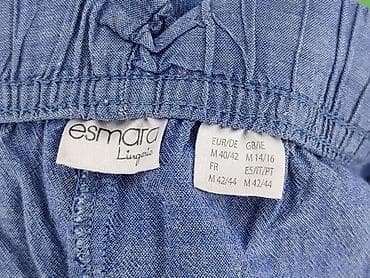 esmara
Lingerie
EUR/DE GB/IE
M 40/42 M 14/16
FR ES/IT/PT
M 42/44 M 42/44